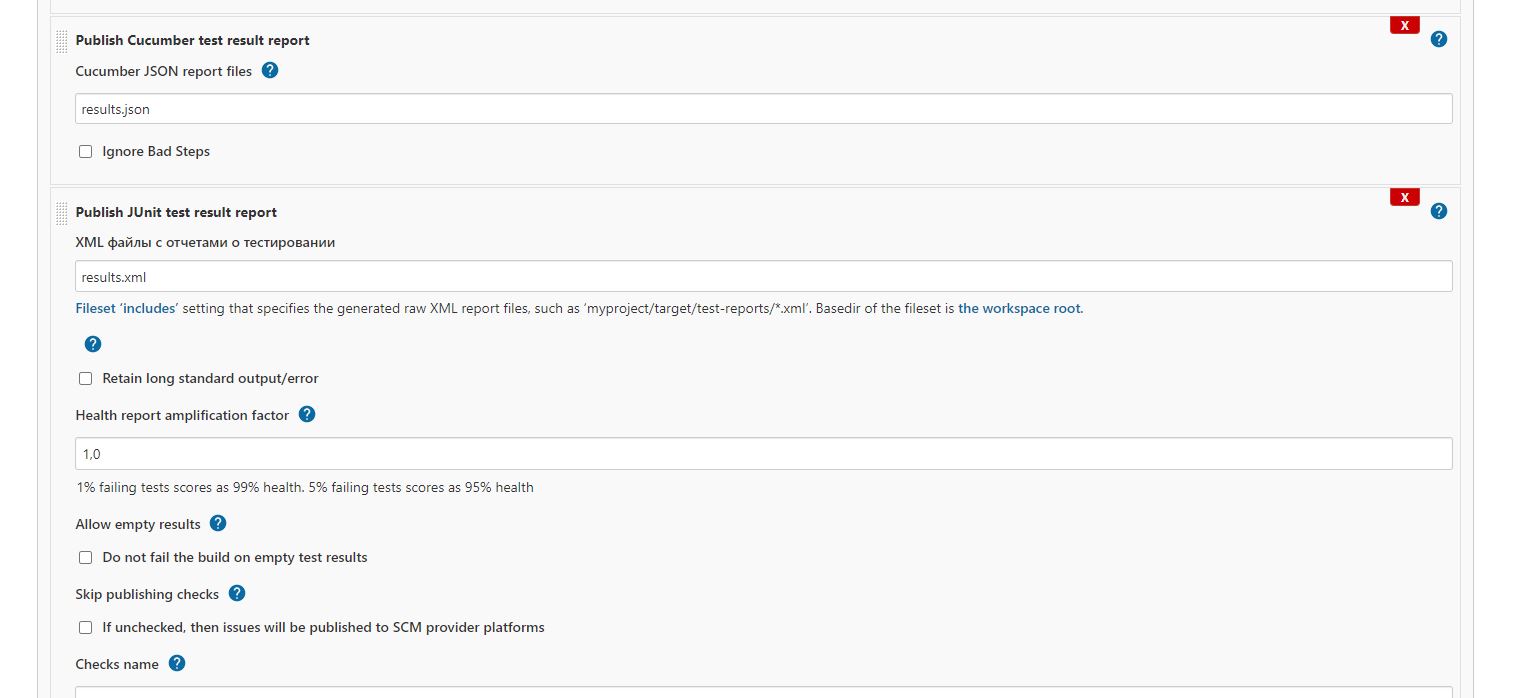 X
Publish Cucumber test result report
?
Cucumber JSON report files ?
results.json
Ignore Bad Steps
X
Publish JUnit test result report
?
XML файлы с отчетами о тестировании
results.xml
Fileset ‘includes’ setting that specifies the generated raw XML report files, such as ‘myproject/target/test-reports/*.xml’. Basedir of the fileset is the workspace root.
?
Retain long standard output/error
Health report amplification factor ?
1,0
1% failing tests scores as 99% health. 5% failing tests scores as 95% health
Allow empty results ?
Do not fail the build on empty test results
Skip publishing checks ?
If unchecked, then issues will be published to SCM provider platforms
Checks name ?